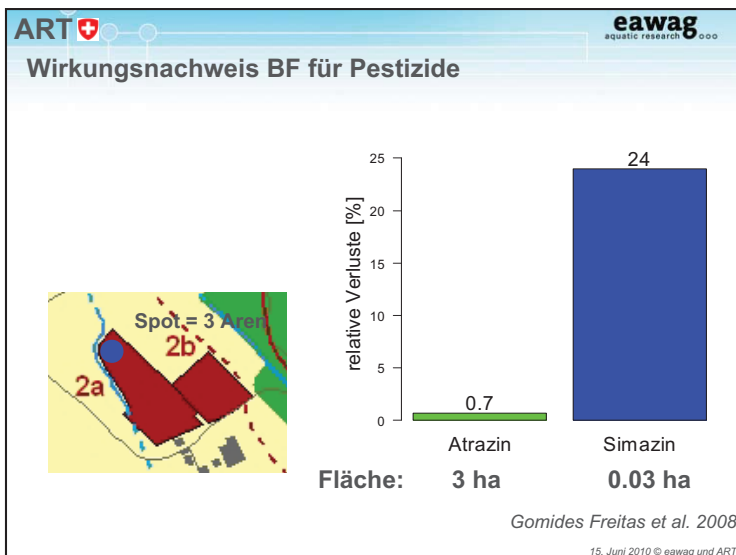 ART
eawag
aquatic research
Wirkungsnachweis BF für Pestizide
Spot = 3 Aren
2b
2a
relative Verluste [%]
25
20
15
10
5
0
24
0.7
Atrazin Simazin
Fläche: 3 ha 0.03 ha
Gomides Freitas et al. 2008
15. Juni 2010 © eawag und ART